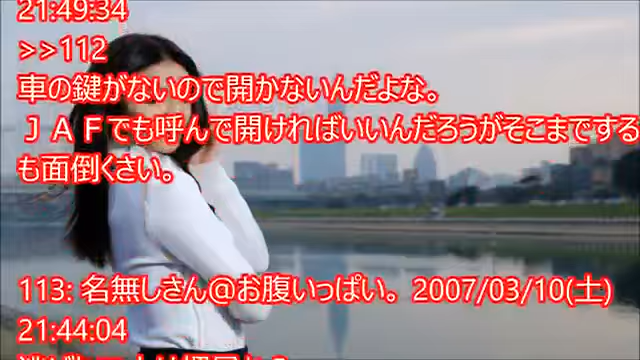 21:49:34
>>112
車の鍵がないので開かないんだよな。
ＪＡＦでも呼んで開ければいいんだろうがそこまでする
も面倒くさい。
113: 名無しさん@お腹いっぱい。 2007/03/10(土)
21:44:04